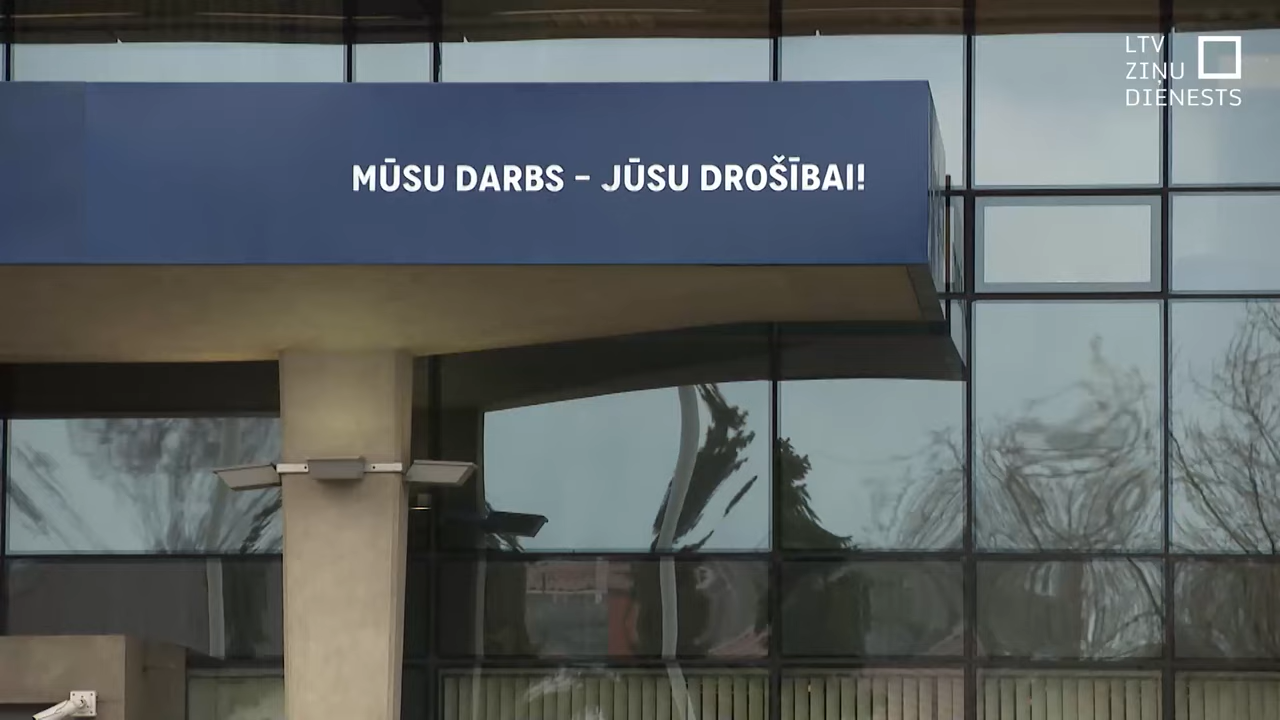 LTV
ZIŅU
DIENESTS
MŪSU DARBS – JŪSU DROŠĪBAI!